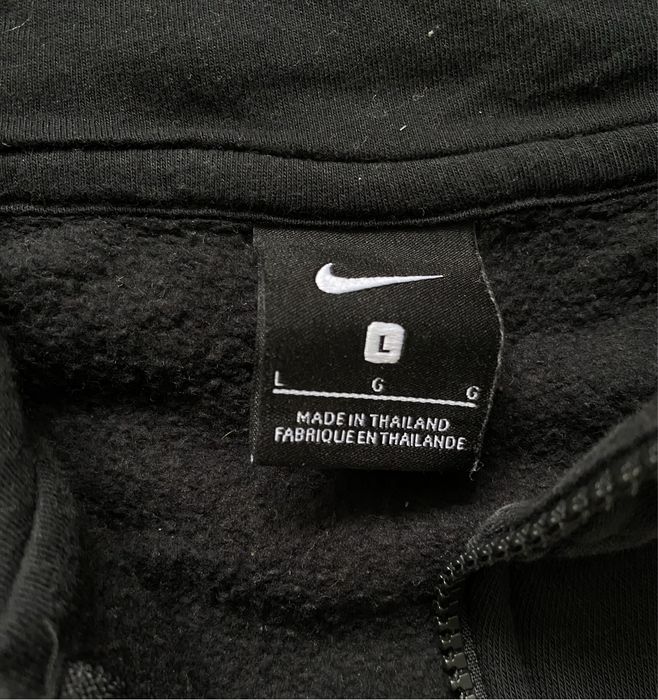 L
L G G
MADE IN THAILAND
FABRIQUE EN THAILANDE